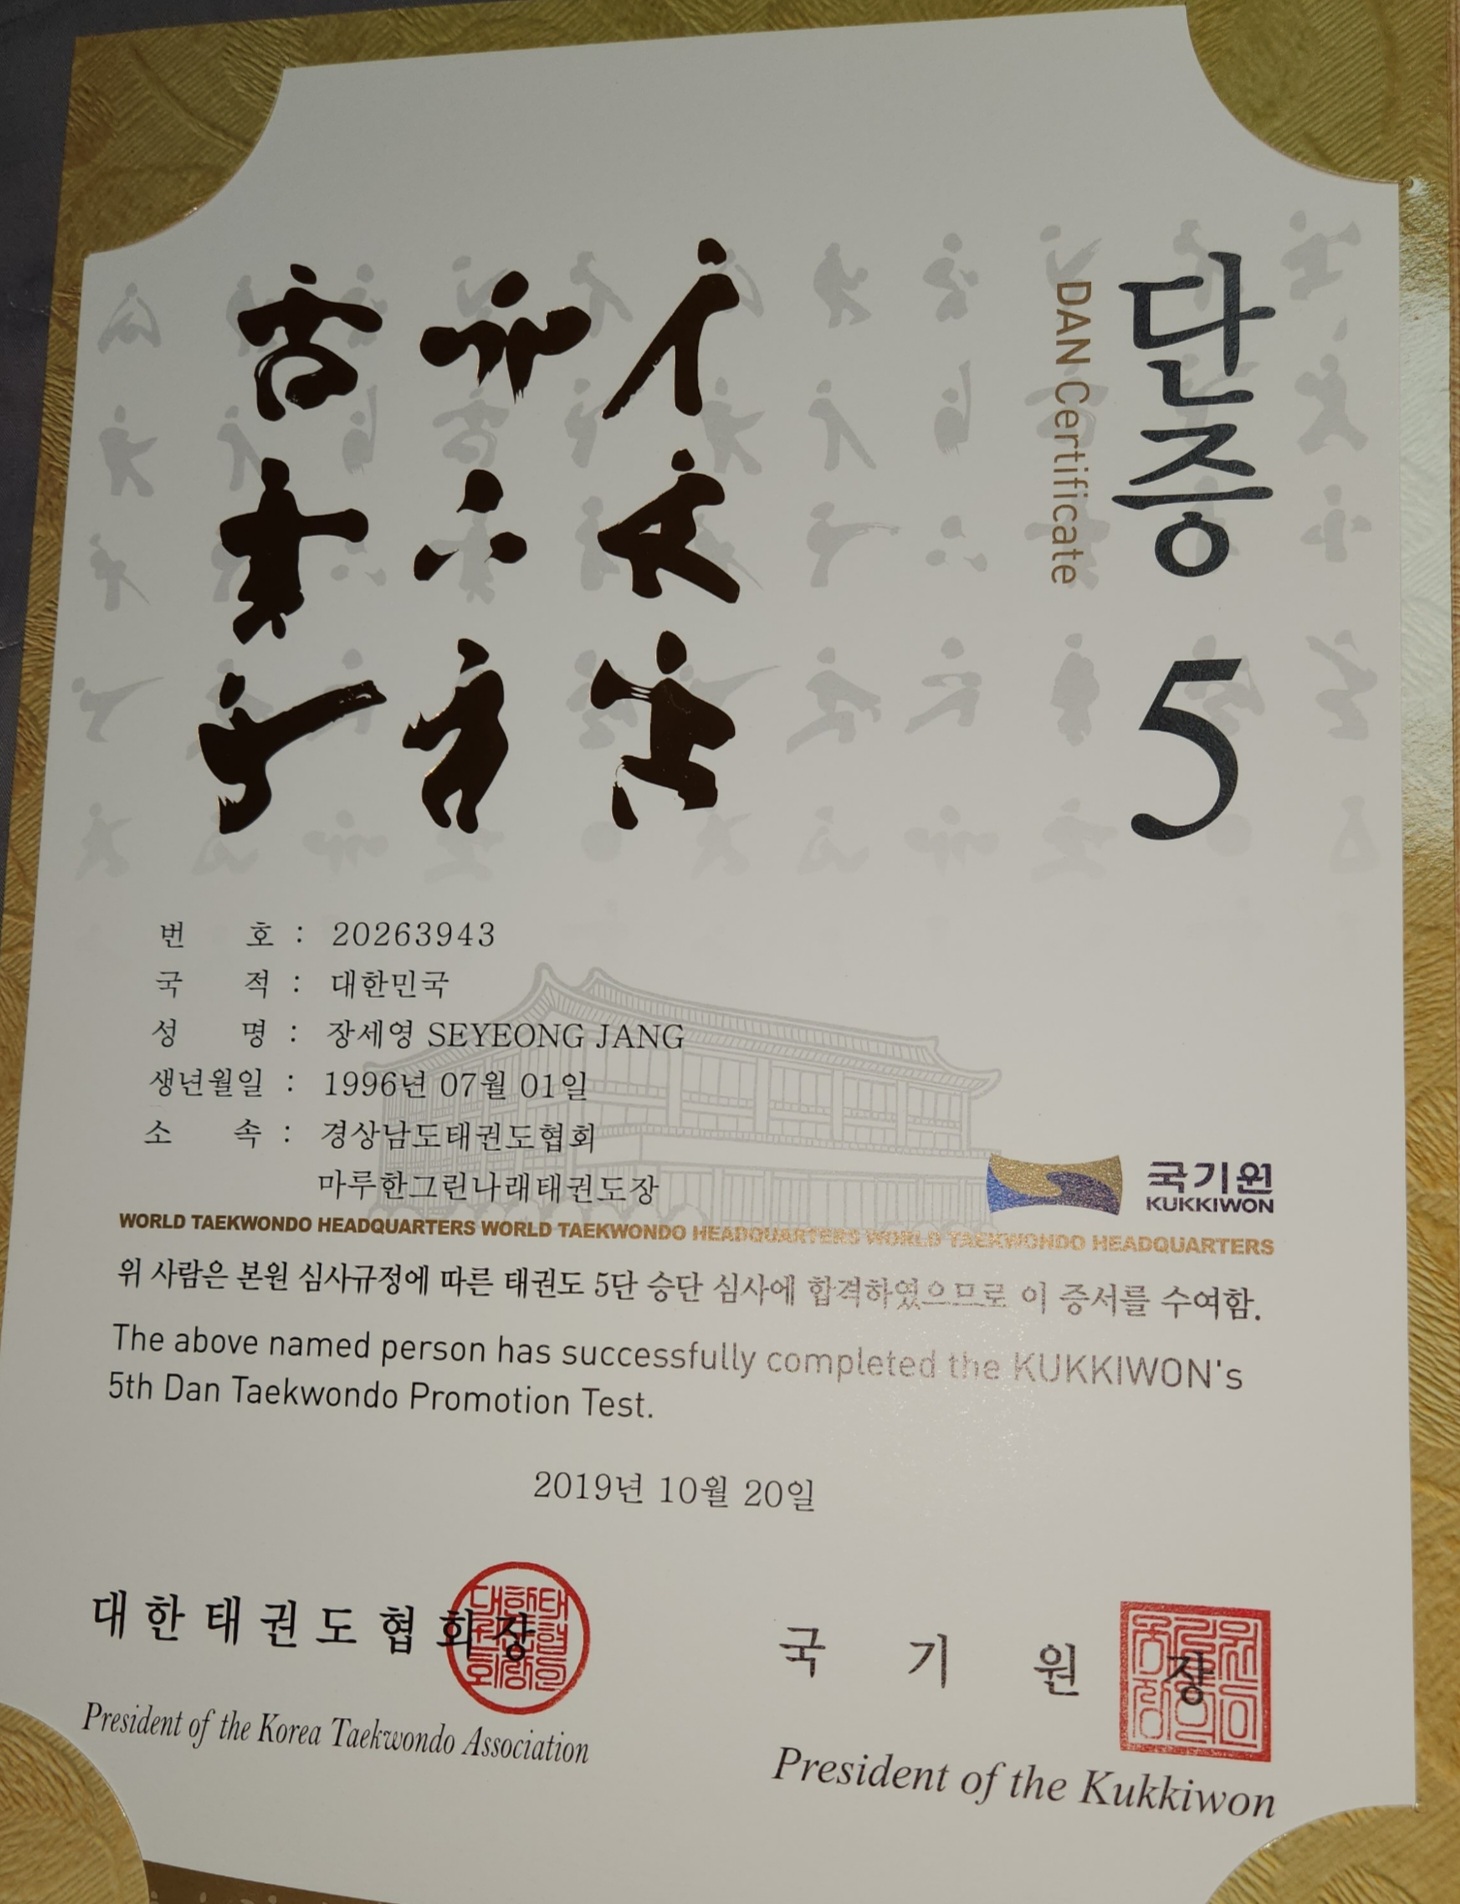 단증
DAN Certificate
5
번 호 : 20263943
국 적 : 대한민국
성 명 : 장세영 SEYEONG JANG
생년월일 : 1996년 07월 01일
소 속 : 경상남도태권도협회
마루한그린나래태권도장
국기원
KUKKIWON
WORLD TAEKWONDO HEADQUARTERS WORLD TAEKWONDO HEADQUARTERS WORLD TAEKWONDO HEADQUARTERS
위 사람은 본원 심사규정에 따른 태권도 5단 승단 심사에 합격하였으므로 이 증서를 수여함.
The above named person has successfully completed the KUKKIWON's
5th Dan Taekwondo Promotion Test.
2019년 10월 20일
대한태권도협회장
President of the Korea Taekwondo Association
국 기 원 장
President of the Kukkiwon